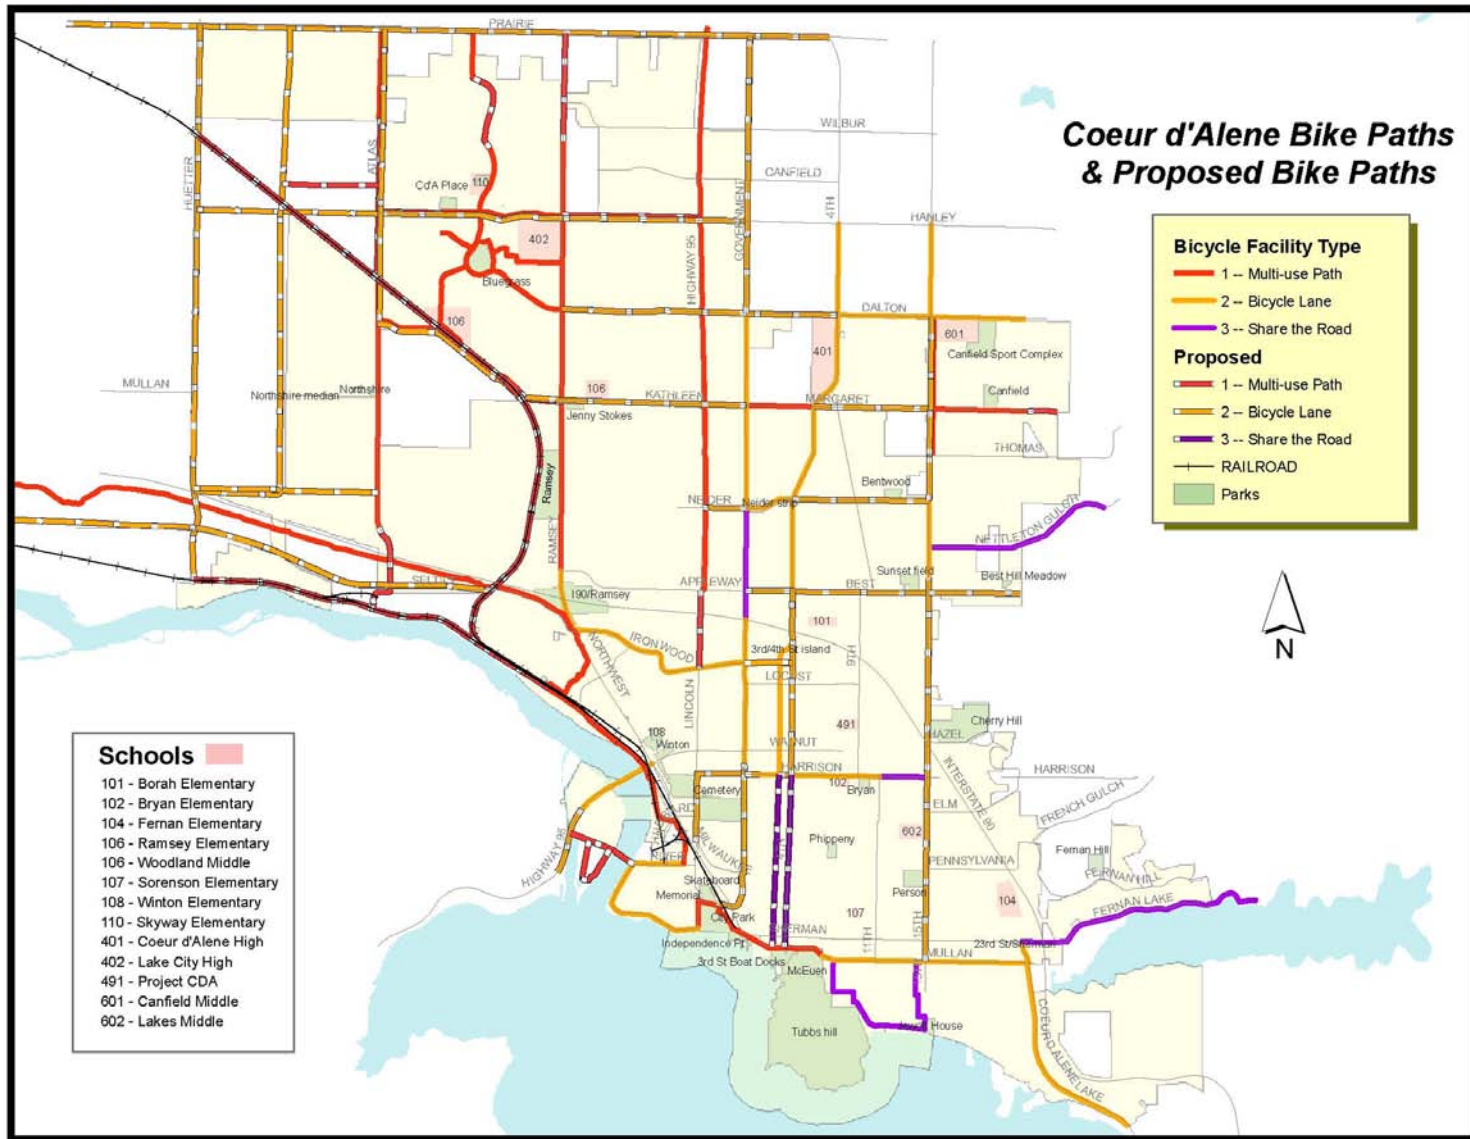 PRAIRIE
WILBUR
Coeur d'Alene Bike Paths
& Proposed Bike Paths
ATLAS
HUETTER
CANFIELD
Cd'A Place
110
GOVERNMENT
4TH
HANLEY
402
HIGHWAY 95
Bluegrass
Bicycle Facility Type
1 -- Multi-use Path
2 -- Bicycle Lane
3 -- Share the Road
Proposed
1 -- Multi-use Path
2 -- Bicycle Lane
3 -- Share the Road
RAILROAD
Parks
DALTON
106
401
601
Canfield Sport Complex
MULLAN
Northshire median
Northshire
106
KATHLEEN
MARGARET
Canfield
Jenny Stokes
THOMAS
Ramsey
Bentwood
NEIDER
Neider strip
RAMSEY
NETTLETON GULCH
Sunset field
APPLEWAY
BEST
Best Hill Meadow
I90/Ramsey
101
N
NORTHWEST
IRONWOOD
3rd/4th St island
LOCUST
LINCOLN
491
Cherry Hill
108
Winton
WALNUT
HAZEL
HARRISON
INTERSTATE 90
HARRISON
Cemetery
102
Bryan
ELM
FRENCH GULCH
Schools
101 - Borah Elementary
102 - Bryan Elementary
104 - Fernan Elementary
106 - Ramsey Elementary
106 - Woodland Middle
107 - Sorenson Elementary
108 - Winton Elementary
110 - Skyway Elementary
401 - Coeur d'Alene High
402 - Lake City High
491 - Project CDA
601 - Canfield Middle
602 - Lakes Middle
602
Phippeny
MILWAUKEE
Fernan Hill
HIGHWAY 95
RIVER
PENNSYLVANIA
FERNAN HILL
Skateboard
Memorial
Person
104
FERNAN LAKE
City Park
107
11TH
15TH
SHERMAN
Independence Pt
23rd St/Sherman
3rd St Boat Docks
McEuen
MULLAN
Tubbs hill
Jewett House
COEUR D ALENE LAKE